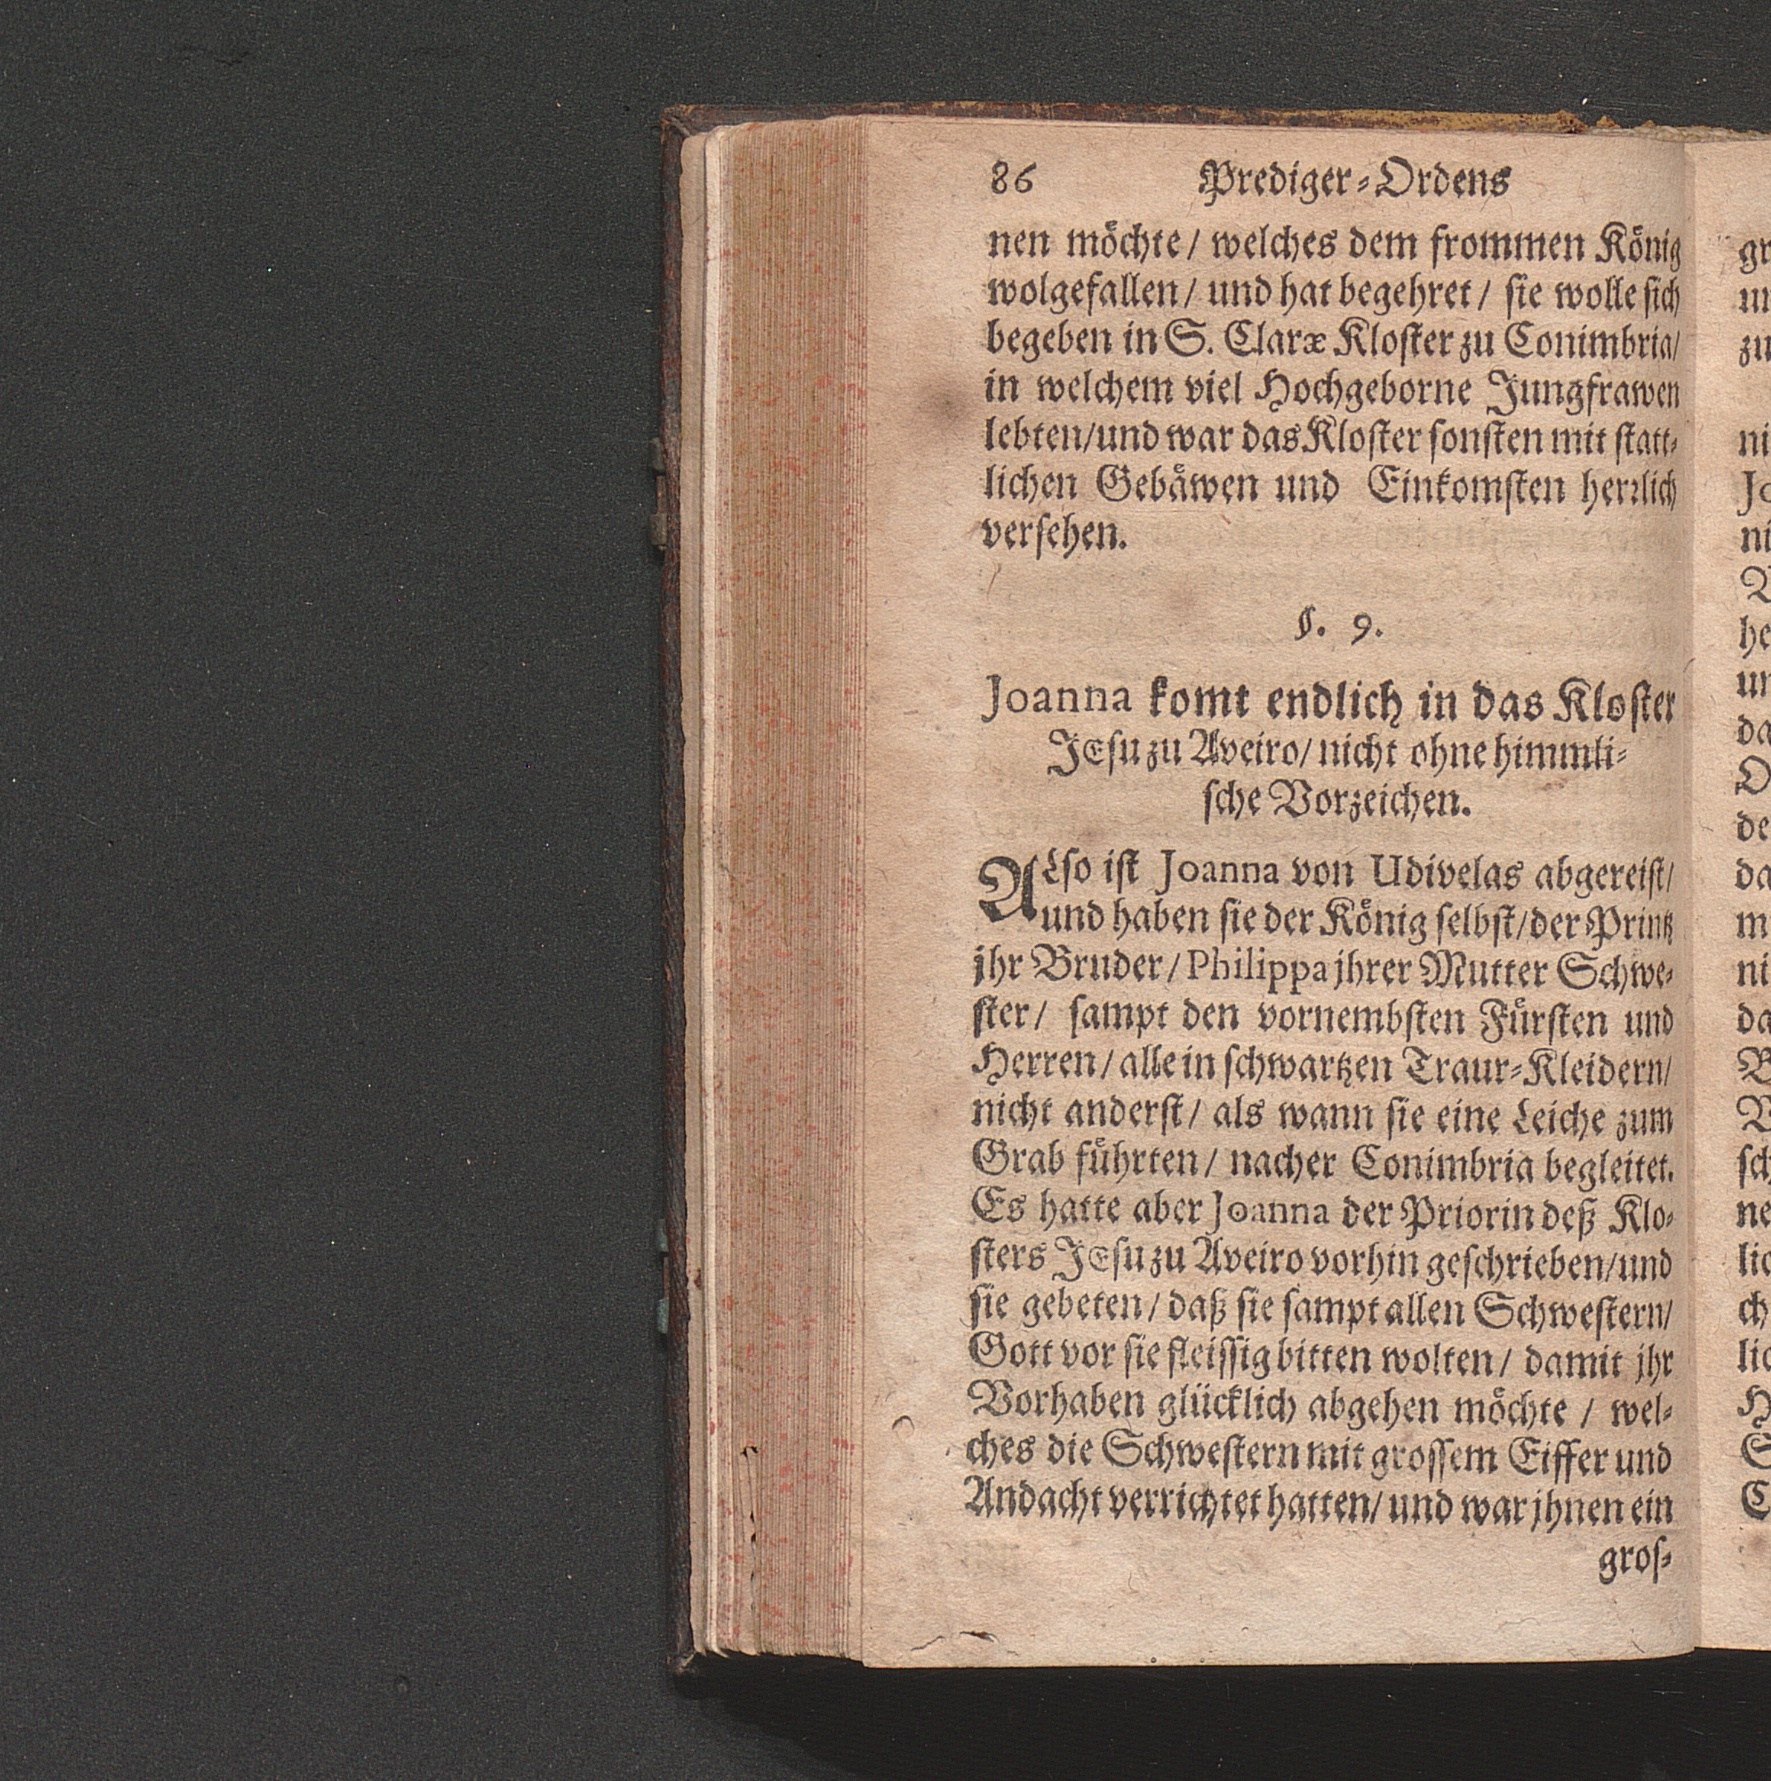 86 Prediger-Ordens
nen möchte/ welches dem frommen König
wolgefallen/ und hat begehret/ sie wolle sich
begeben in S. Claræ Kloster zu Conimbria/
in welchem viel Hochgeborne Jungfrawen
lebten/und war das Kloster sonsten mit statt-
lichen Gebäwen und Einkomsten herrlich
versehen.
§. 9.
Joanna komt endlich in das Kloster
JEsu zu Aveiro/ nicht ohne himmli-
sche Vorzeichen.
ALso ist Joanna von Udivelas abgereist/
und haben sie der König selbst/der Printz
jhr Bruder/Philippa jhrer Mutter Schwe-
ster/ sampt den vornembsten Fürsten und
Herren/alle in schwartzen Traur-Kleidern/
nicht anderst/ als wann sie eine Leiche zum
Grab führten/ nacher Conimbria begleitet.
Es hatte aber Joanna der Priorin deß Klo-
sters JEsu zu Aveiro vorhin geschrieben/und
sie gebeten/ daß sie sampt allen Schwestern/
Gott vor sie fleissig bitten wolten/ damit jhr
Vorhaben glücklich abgehen möchte / wel-
ches die Schwestern mit grossem Eiffer und
Andacht verrichtet hatten/und war jhnen ein
gros-